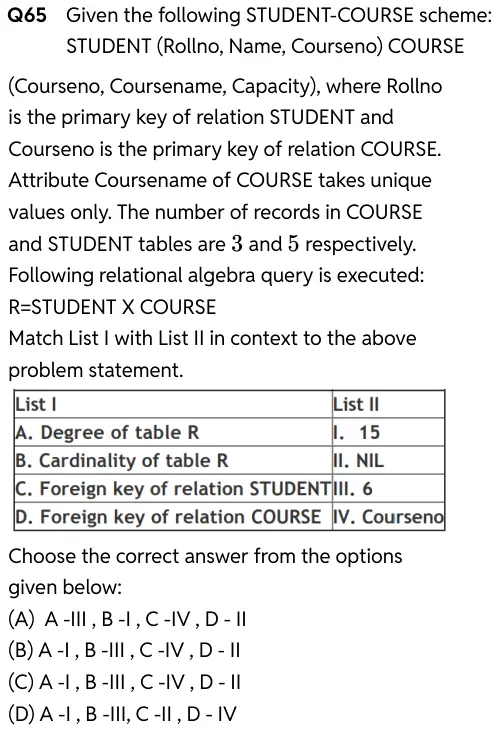 Q65 Given the following STUDENT-COURSE scheme:
STUDENT (Rollno, Name, Courseno) COURSE
(Courseno, Coursename, Capacity), where Rollno
is the primary key of relation STUDENT and
Courseno is the primary key of relation COURSE.
Attribute Coursename of COURSE takes unique
values only. The number of records in COURSE
and STUDENT tables are 3 and 5 respectively.
Following relational algebra query is executed:
R=STUDENT X COURSE
Match List I with List II in context to the above
problem statement.
List I List II
A. Degree of table R I. 15
B. Cardinality of table R II. NIL
C. Foreign key of relation STUDENT III. 6
D. Foreign key of relation COURSE IV. Courseno
Choose the correct answer from the options
given below:
(A) A -III , B -I , C -IV , D - II
(B) A -I , B -III , C -IV , D - II
(C) A -I , B -III , C -IV , D - II
(D) A -I , B -III, C -II , D - IV